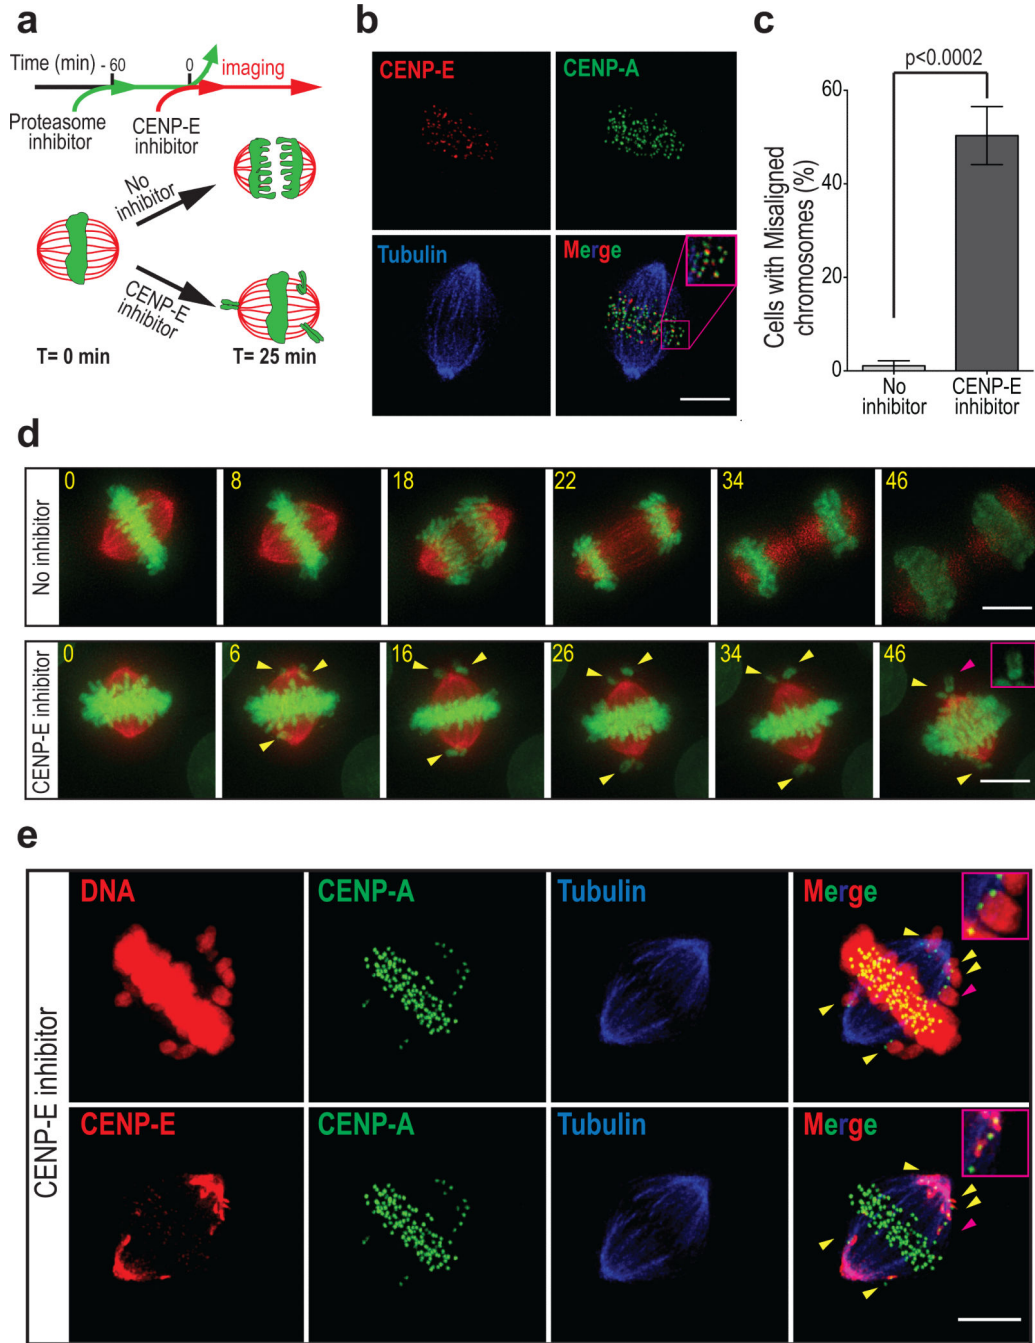 a
Time (min)
- 60
0
imaging
Proteasome
inhibitor
CENP-E
inhibitor
No
inhibitor
CENP-E
inhibitor
T= 0 min
T= 25 min
b
CENP-E
CENP-A
Tubulin
Merge
c
p<0.0002
Cells with Misaligned
chromosomes (%)
60
40
20
0
No
inhibitor
CENP-E
inhibitor
d
No inhibitor
0
8
18
22
34
46
CENP-E inhibitor
0
6
16
26
34
46
e
CENP-E inhibitor
DNA
CENP-A
Tubulin
Merge
CENP-E
CENP-A
Tubulin
Merge